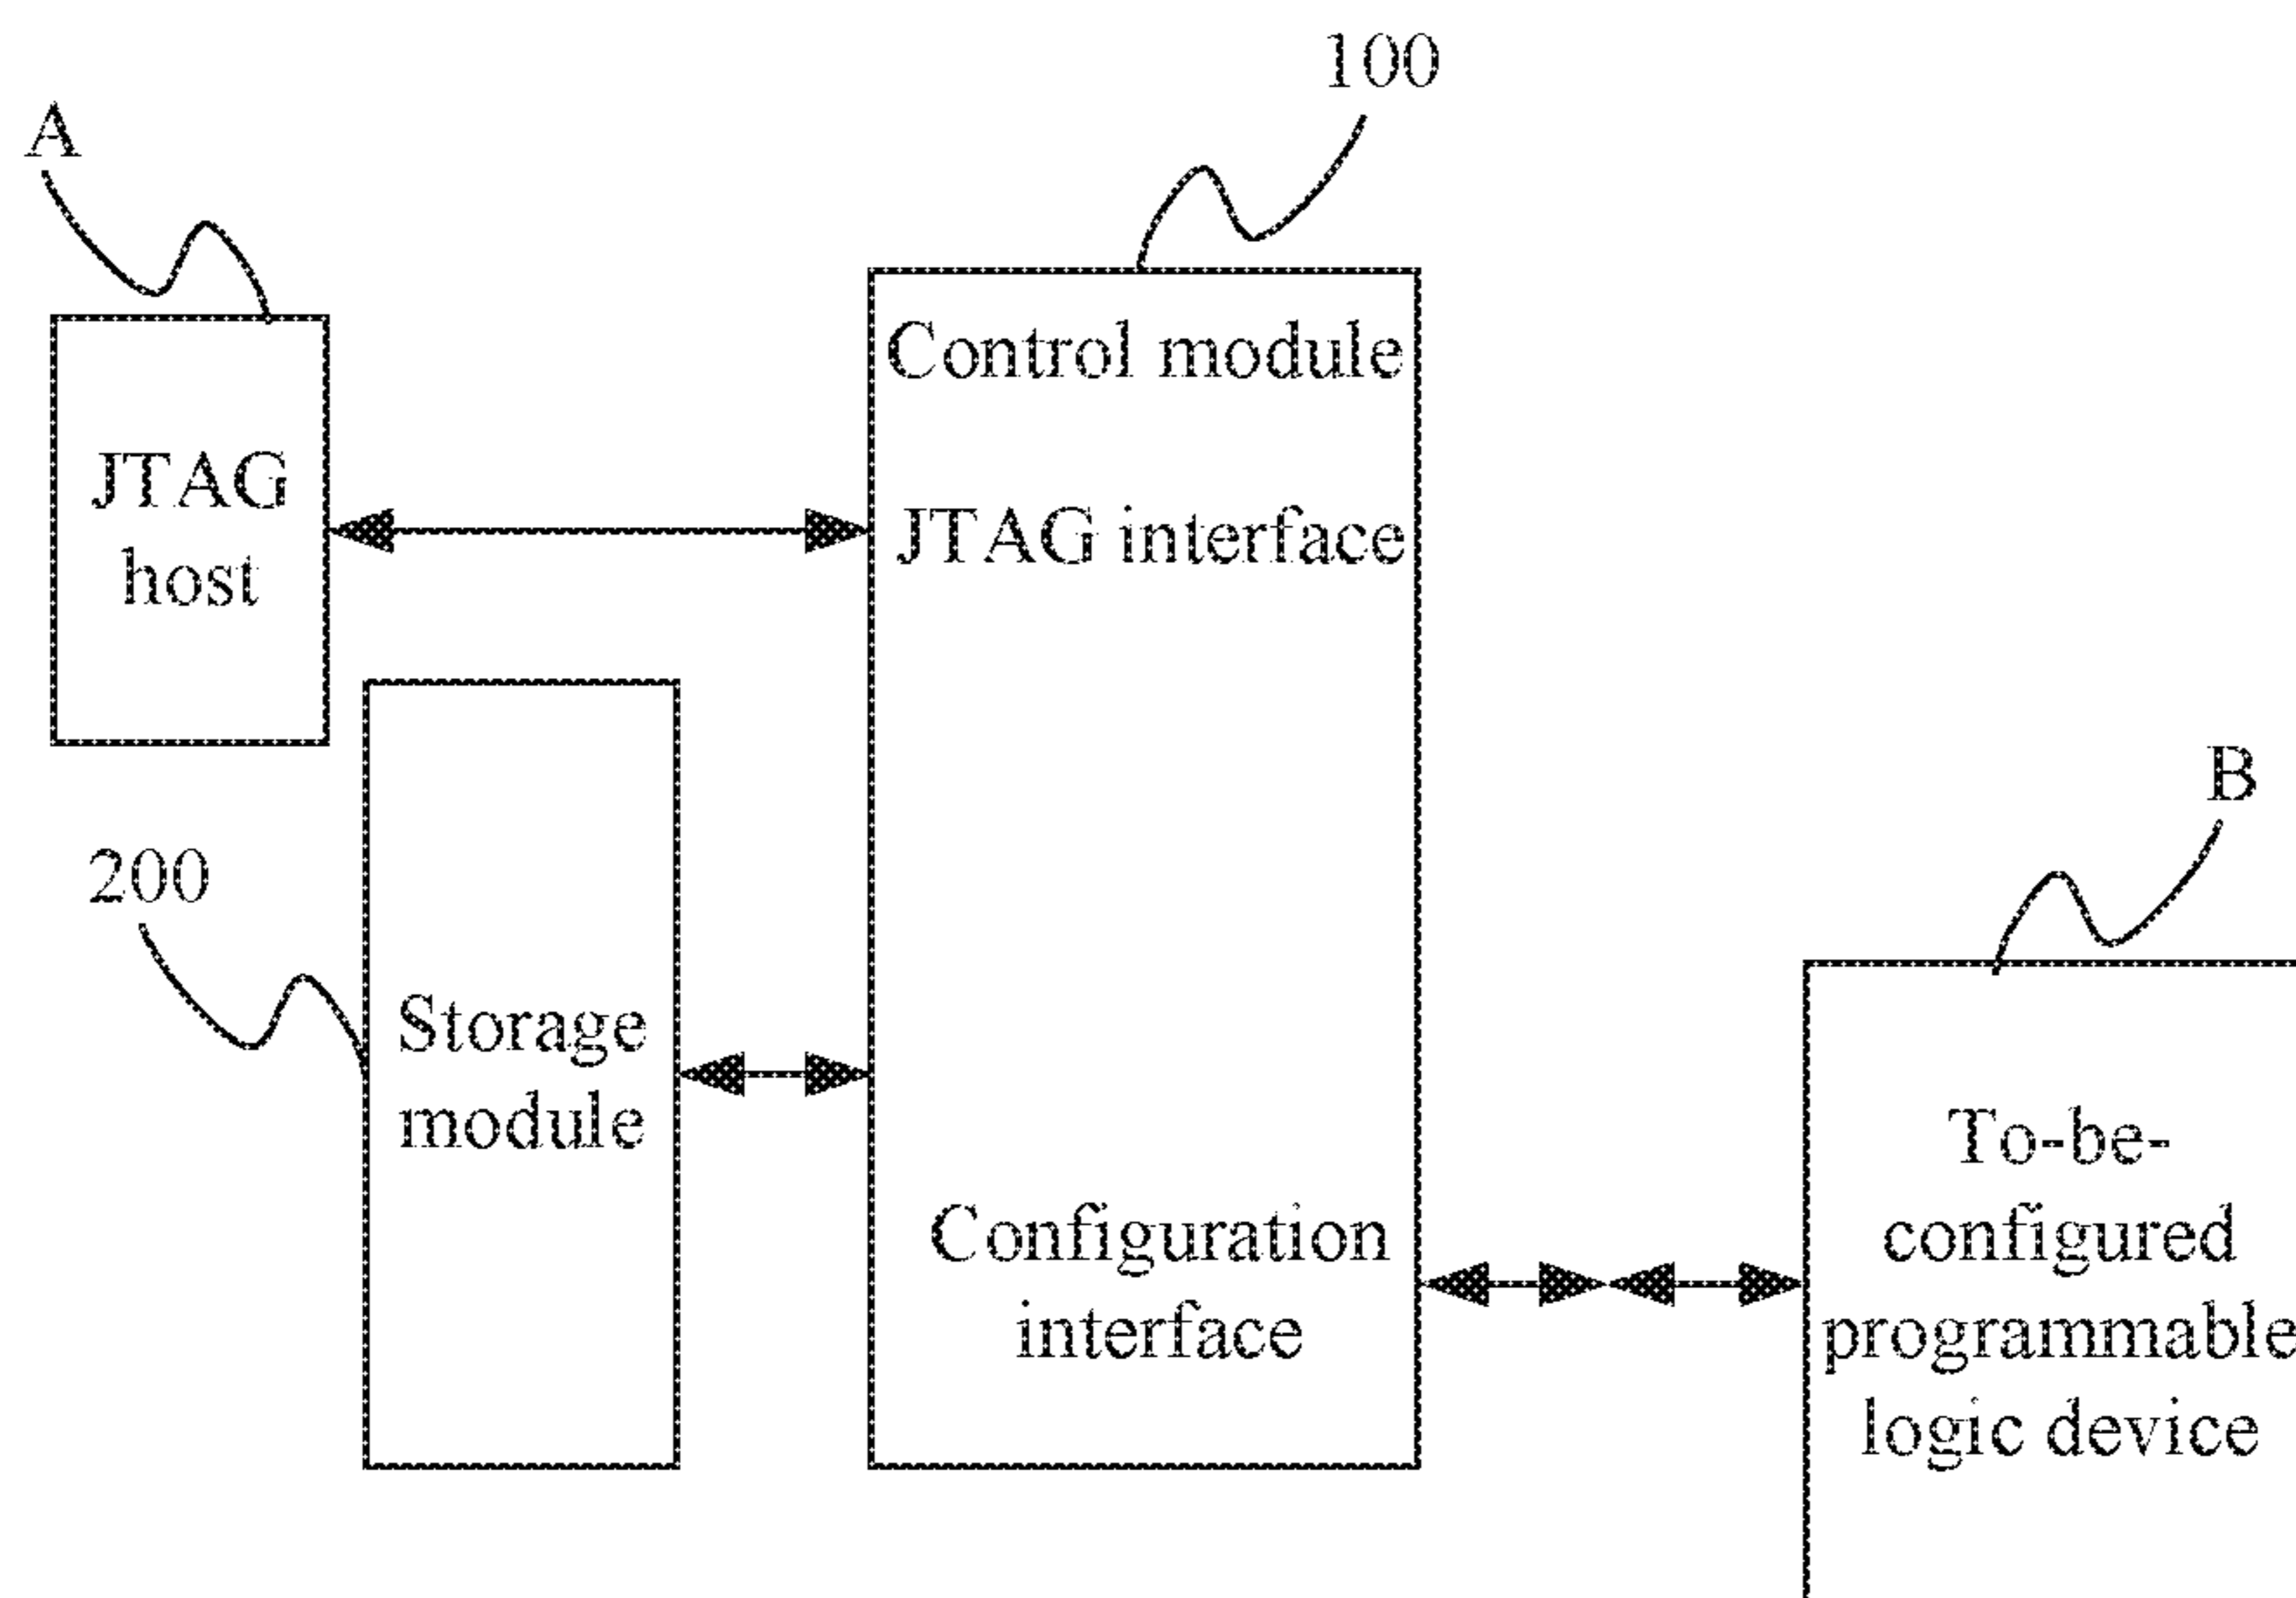 100
A
Control module
JTAG
host
JTAG interface
200
Storage
module
Configuration
interface
B
To-be-
configured
programmable
logic device